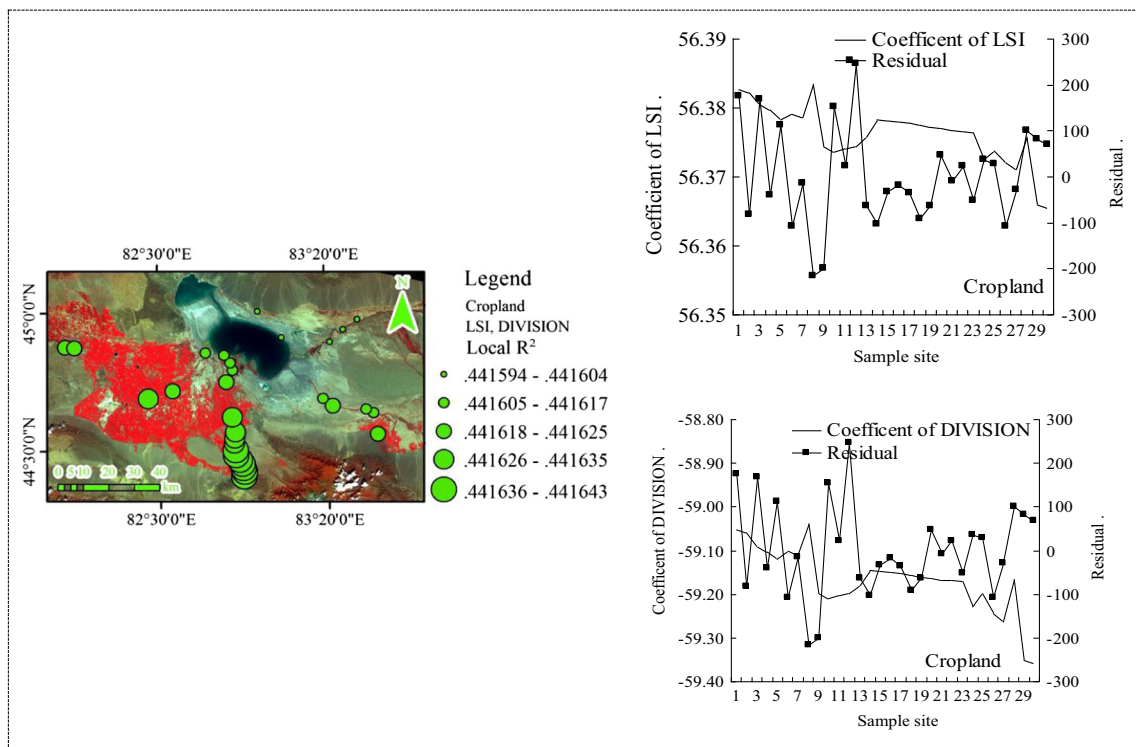 82°30'0"E 83°20'0"E
45°0'0"N
44°30'0"N
N
0 5 10 20 30 40
km
82°30'0"E 83°20'0"E
Legend
Cropland
LSI, DIVISION
Local R²
.441594 - .441604
.441605 - .441617
.441618 - .441625
.441626 - .441635
.441636 - .441643
Coefficent of LSI
Residual
Coefficient of LSI .
56.39
56.38
56.37
56.36
56.35
300
200
100
0
-100
-200
-300
Residual .
Cropland
1 3 5 7 9 11 13 15 17 19 21 23 25 27 29
Sample site
Coefficent of DIVISION
Residual
Coefficient of DIVISION .
-58.80
-58.90
-59.00
-59.10
-59.20
-59.30
-59.40
300
200
100
0
-100
-200
-300
Residual .
Cropland
1 3 5 7 9 11 13 15 17 19 21 23 25 27 29
Sample site